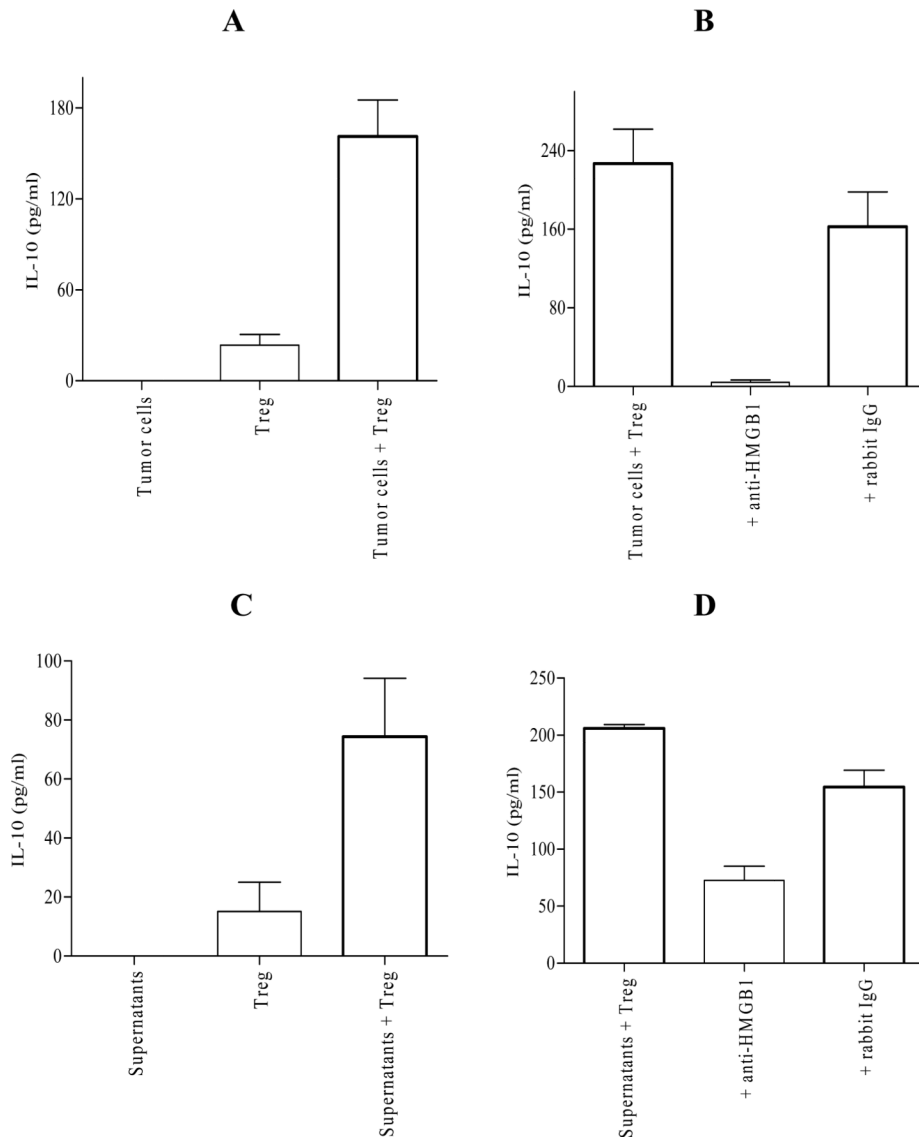 A
IL-10 (pg/ml)
180
120
60
0
Tumor cells
Treg
Tumor cells + Treg
B
IL-10 (pg/ml)
240
160
80
0
Tumor cells + Treg
+ anti-HMGB1
+ rabbit IgG
C
IL-10 (pg/ml)
100
80
60
40
20
0
Supernatants
Treg
Supernatants + Treg
D
IL-10 (pg/ml)
250
200
150
100
50
0
Supernatants + Treg
+ anti-HMGB1
+ rabbit IgG